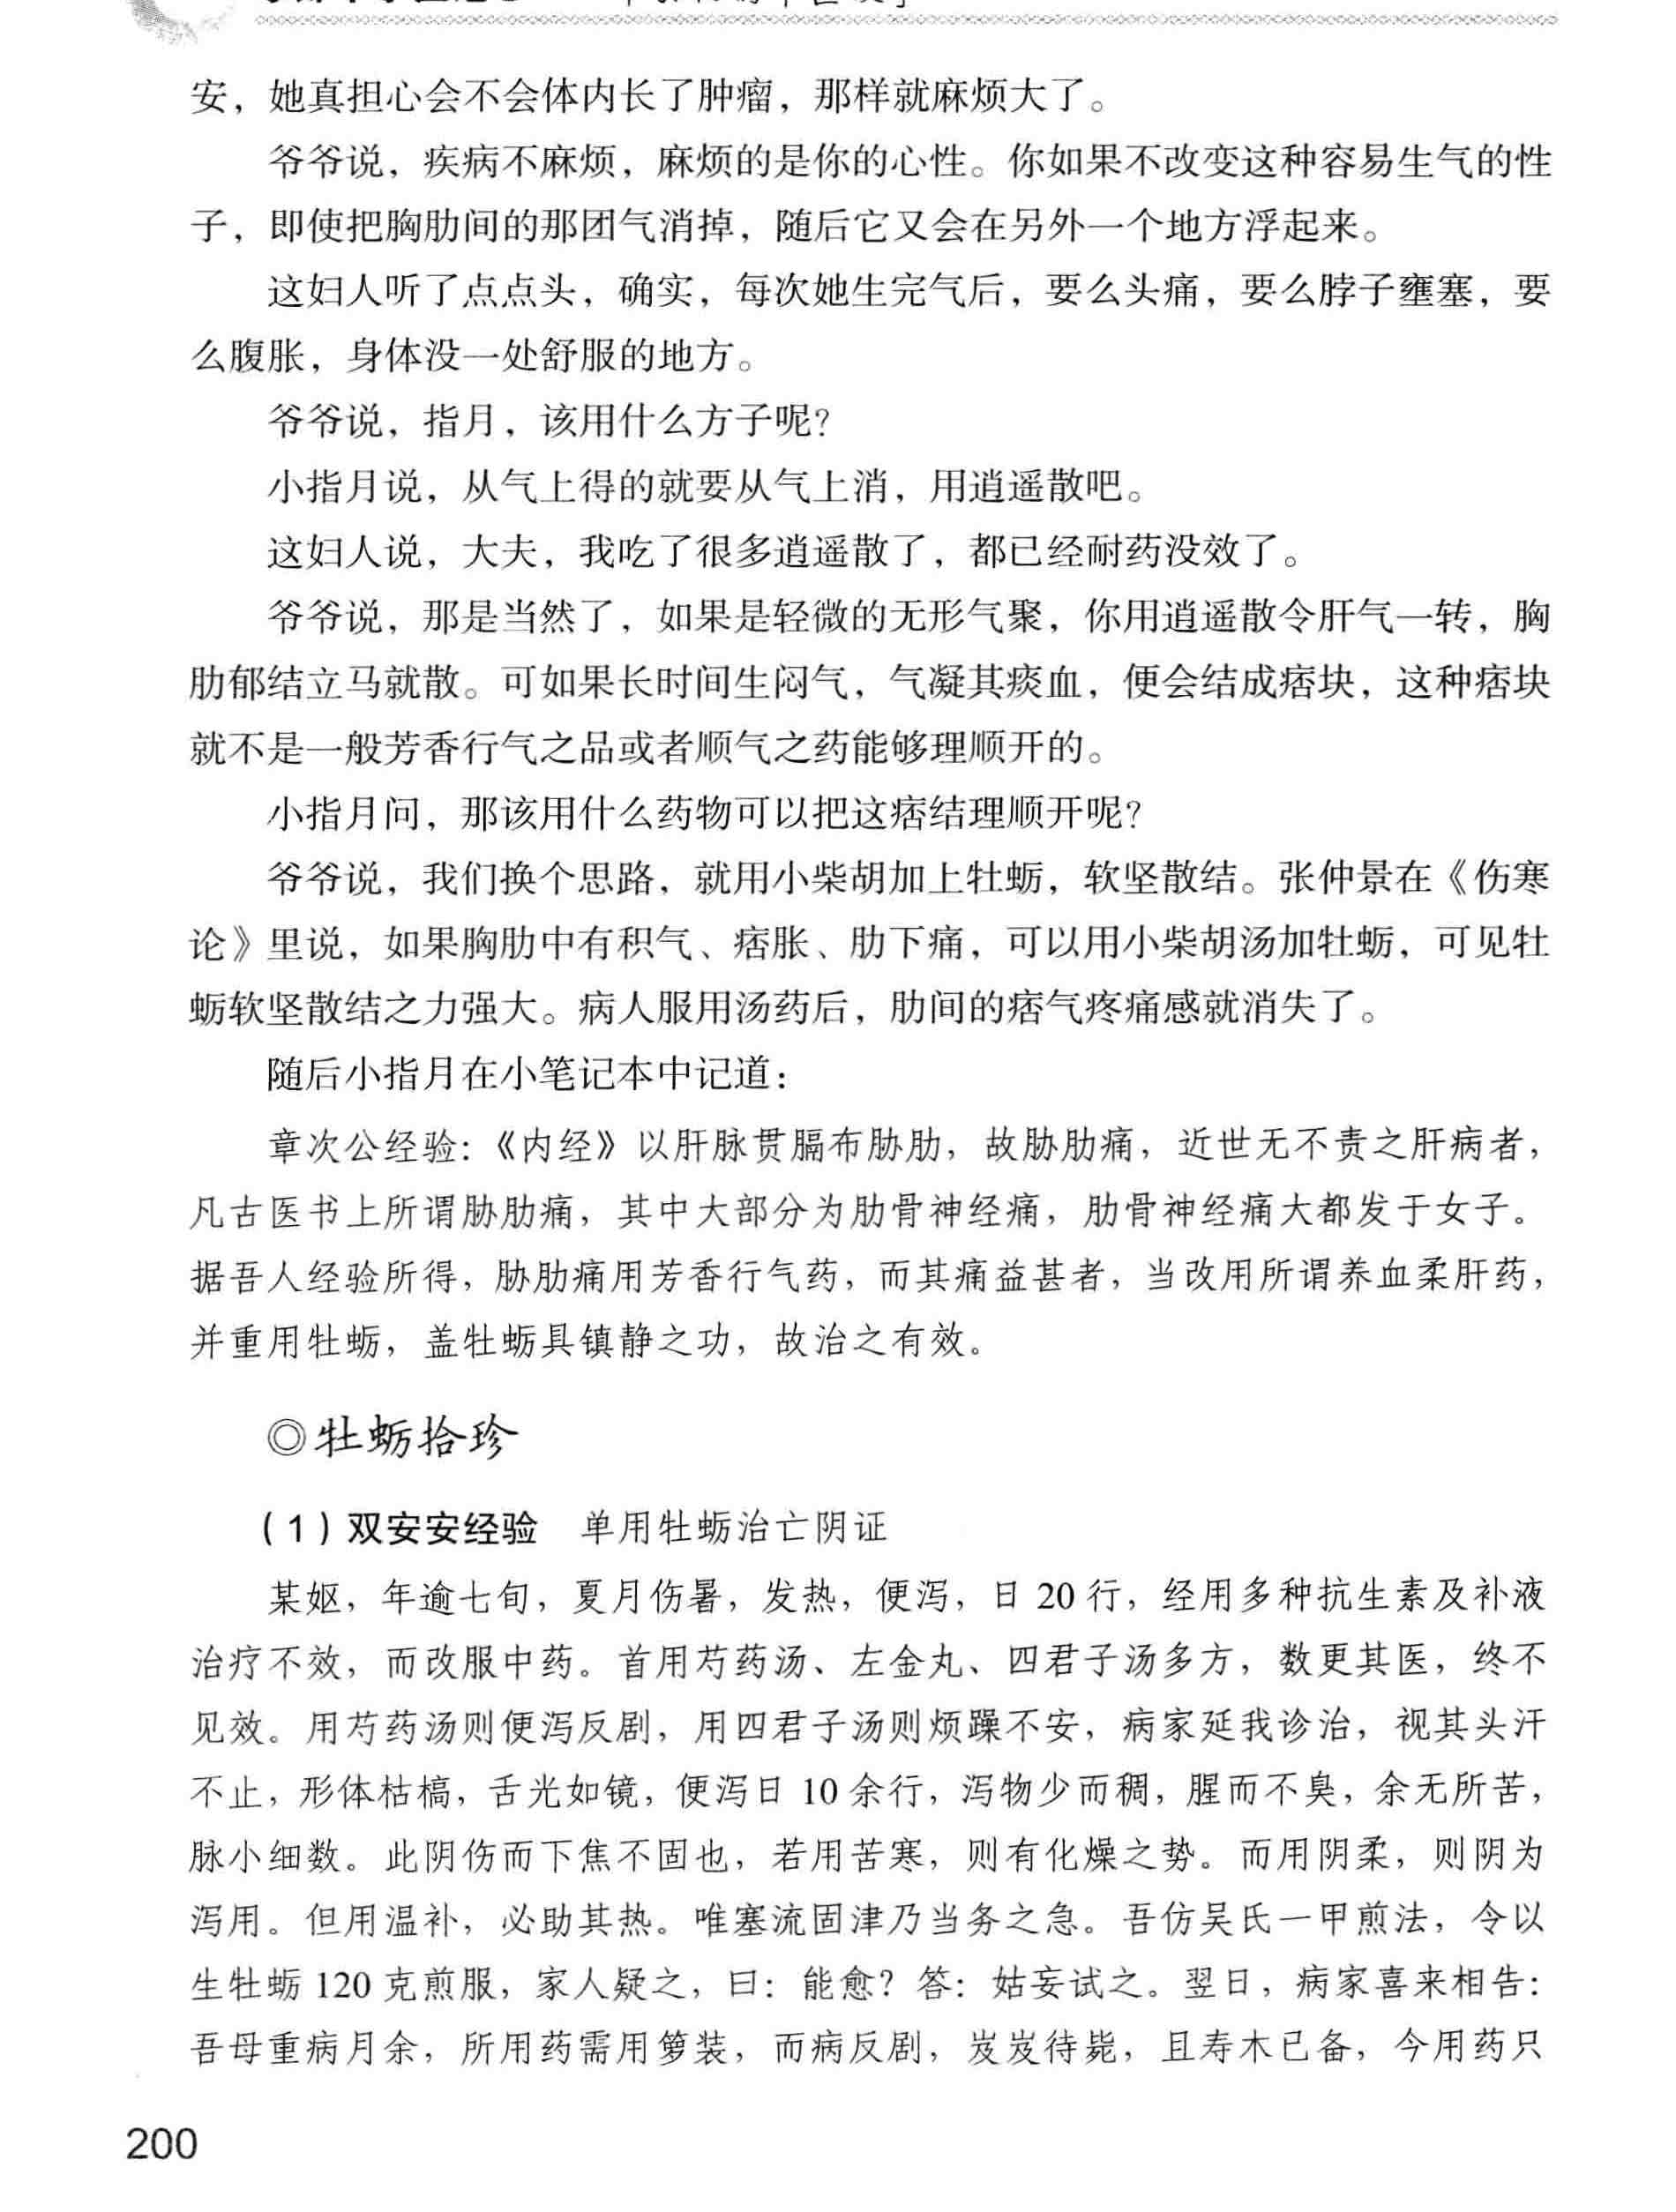 安，她真担心会不会体内长了肿瘤，那样就麻烦大了。
爷爷说，疾病不麻烦，麻烦的是你的心性。你如果不改变这种容易生气的性
子，即使把胸肋间的那团气消掉，随后它又会在另外一个地方浮起来。
这妇人听了点点头，确实，每次她生完气后，要么头痛，要么脖子壅塞，要
么腹胀，身体没一处舒服的地方。
爷爷说，指月，该用什么方子呢？
小指月说，从气上得的就要从气上消，用逍遥散吧。
这妇人说，大夫，我吃了很多逍遥散了，都已经耐药没效了。
爷爷说，那是当然了，如果是轻微的无形气聚，你用逍遥散令肝气一转，胸
肋郁结立马就散。可如果长时间生闷气，气凝其痰血，便会结成痞块，这种痞块
就不是一般芳香行气之品或者顺气之药能够理顺开的。
小指月问，那该用什么药物可以把这痞结理顺开呢？
爷爷说，我们换个思路，就用小柴胡加上牡蛎，软坚散结。张仲景在《伤寒
论》里说，如果胸肋中有积气、痞胀、肋下痛，可以用小柴胡汤加牡蛎，可见牡
蛎软坚散结之力强大。病人服用汤药后，肋间的痞气疼痛感就消失了。
随后小指月在小笔记本中记道：
章次公经验：《内经》以肝脉贯膈布胁肋，故胁肋痛，近世无不责之肝病者，
凡古医书上所谓胁肋痛，其中大部分为肋骨神经痛，肋骨神经痛大都发于女子。
据吾人经验所得，胁肋痛用芳香行气药，而其痛益甚者，当改用所谓养血柔肝药，
并重用牡蛎，盖牡蛎具镇静之功，故治之有效。
◎牡蛎拾珍
（1）双安安经验 单用牡蛎治亡阴证
某妪，年逾七旬，夏月伤暑，发热，便泻，日 20 行，经用多种抗生素及补液
治疗不效，而改服中药。首用芍药汤、左金丸、四君子汤多方，数更其医，终不
见效。用芍药汤则便泻反剧，用四君子汤则烦躁不安，病家延我诊治，视其头汗
不止，形体枯槁，舌光如镜，便泻日 10 余行，泻物少而稠，腥而不臭，余无所苦，
脉小细数。此阴伤而下焦不固也，若用苦寒，则有化燥之势。而用阴柔，则阴为
泻用。但用温补，必助其热。唯塞流固津乃当务之急。吾仿吴氏一甲煎法，令以
生牡蛎 120 克煎服，家人疑之，曰：能愈？答：姑妄试之。翌日，病家喜来相告：
吾母重病月余，所用药需用箩装，而病反剧，岌岌待毙，且寿木已备，今用药只
200